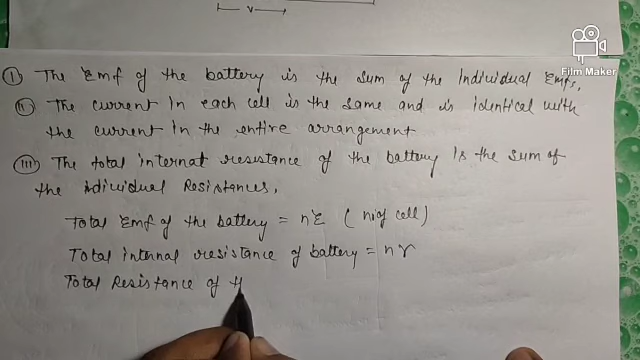 V
Film Maker
(I) The Emf of the battery is the sum of the individual Emfs.
(II) The current in each cell is the same and is identical with
the current in the entire arrangement
(III) The total internal resistance of the battery is the sum of
the individual Resistances.
Total Emf of the battery = nƐ (n of cell)
Total internal resistance of battery = nr
Total Resistance of